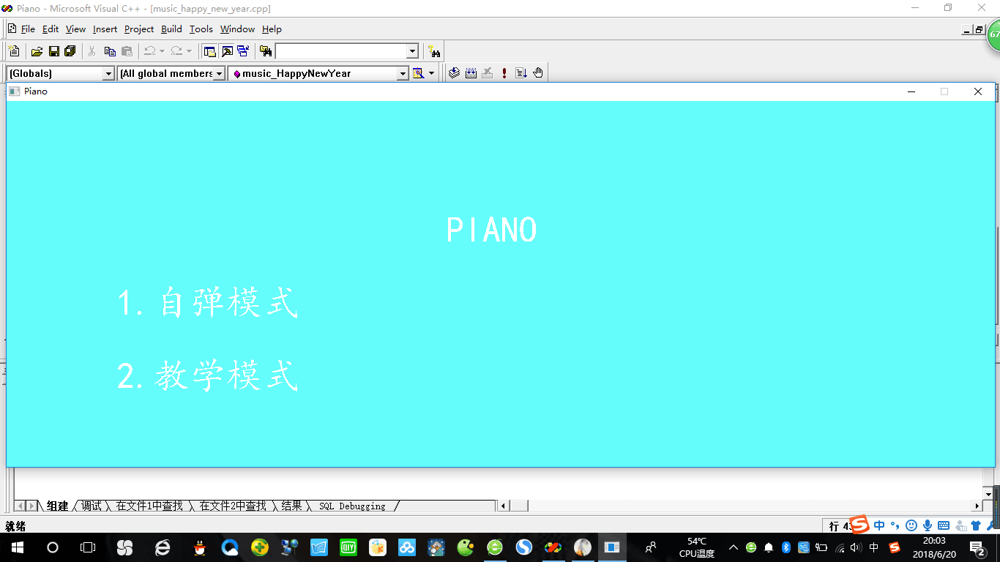 Piano - Microsoft Visual C++ - [music_happy_new_year.cpp]
File Edit View Insert Project Build Tools Window Help
67
(Globals) (All global members music_HappyNewYear
Piano
PIANO
1.自弹模式
2.教学模式
组建 调试 在文件1中查找 在文件2中查找 结果 SQL Debugging
就绪
中
54℃
CPU温度
中
20:03
2018/6/20
2